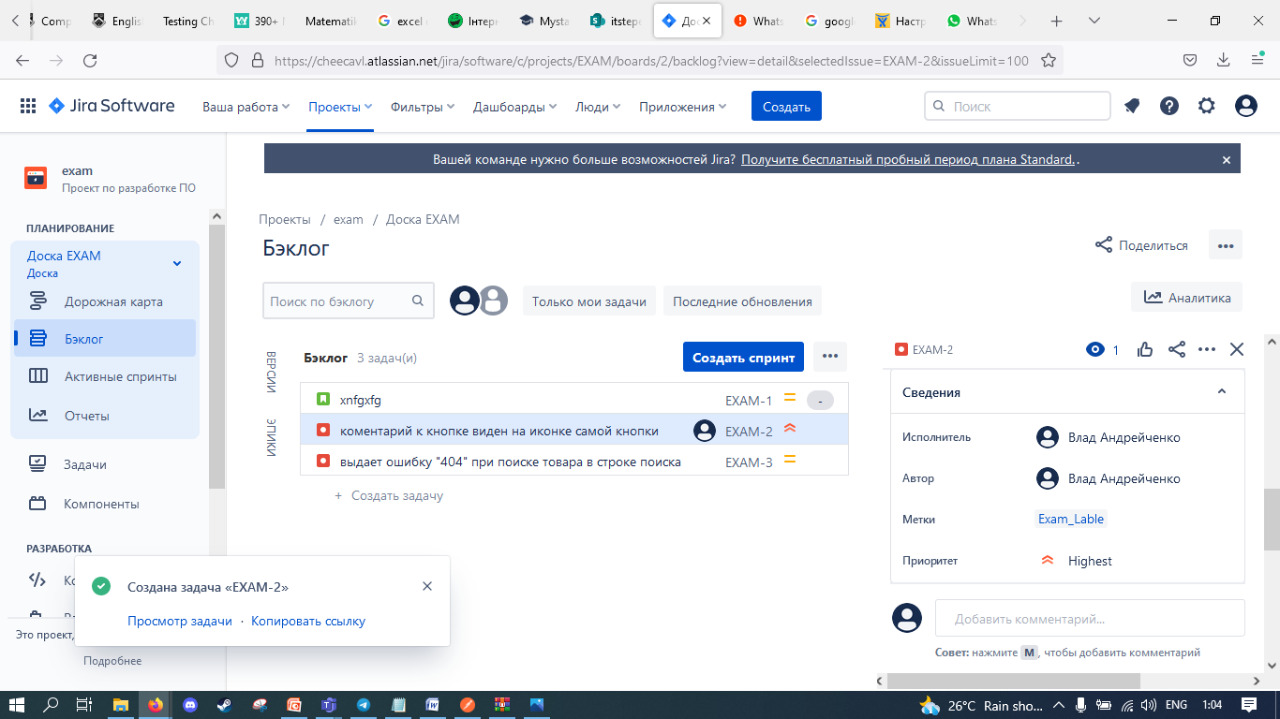 Comp
English
Testing Ch
390+
Matematik
excel
Інтер
Mysta
itstep
До
Whats
googl
Настр
Whats
https://cheecavl.atlassian.net/jira/software/c/projects/EXAM/boards/2/backlog?view=detail&selectedIssue=EXAM-2&issueLimit=100
Jira Software
Ваша работа
Проекты
Фильтры
Дашборды
Люди
Приложения
Создать
Поиск
Вашей команде нужно больше возможностей Jira? Получите бесплатный пробный период плана Standard..
exam
Проект по разработке ПО
ПЛАНИРОВАНИЕ
Доска EXAM
Доска
Дорожная карта
Бэклог
Активные спринты
Отчеты
Задачи
Компоненты
РАЗРАБОТКА
Это проект,
Подробнее
Проекты / exam / Доска EXAM
Бэклог
Поделиться
Поиск по бэклогу
Только мои задачи
Последние обновления
Аналитика
ВЕРСИИ
ЭПИКИ
Бэклог 3 задач(и)
Создать спринт
xnfgxfg EXAM-1 -
коментарий к кнопке виден на иконке самой кнопки EXAM-2
выдает ошибку "404" при поиске товара в строке поиска EXAM-3
+ Создать задачу
EXAM-2
1
Сведения
Исполнитель Влад Андрейченко
Автор Влад Андрейченко
Метки Exam_Lable
Приоритет Highest
Добавить комментарий...
Совет: нажмите M, чтобы добавить комментарий
Создана задача «EXAM-2»
Просмотр задачи · Копировать ссылку
26°C Rain sho... ENG 1:04